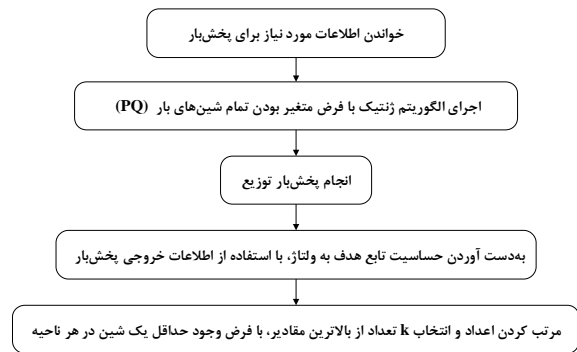 خواندن اطلاعات مورد نیاز برای پخش‌بار
اجرای الگوریتم ژنتیک با فرض متغیر بودن تمام شین‌های بار (PQ)
انجام پخش‌بار توزیع
به‌دست آوردن حساسیت تابع هدف به ولتاژ، با استفاده از اطلاعات خروجی پخش‌بار
مرتب کردن اعداد و انتخاب k تعداد از بالاترین مقادیر، با فرض وجود حداقل یک شین در هر ناحیه